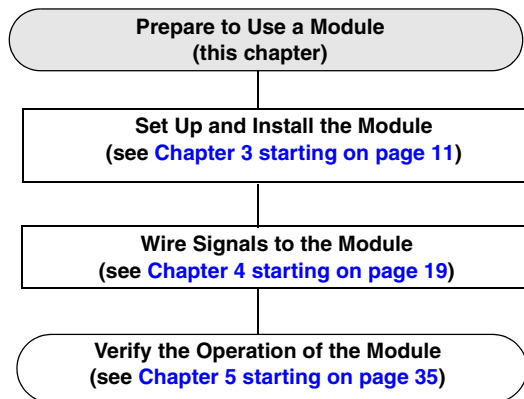 Prepare to Use a Module
(this chapter)
Set Up and Install the Module
(see Chapter 3 starting on page 11)
Wire Signals to the Module
(see Chapter 4 starting on page 19)
Verify the Operation of the Module
(see Chapter 5 starting on page 35)